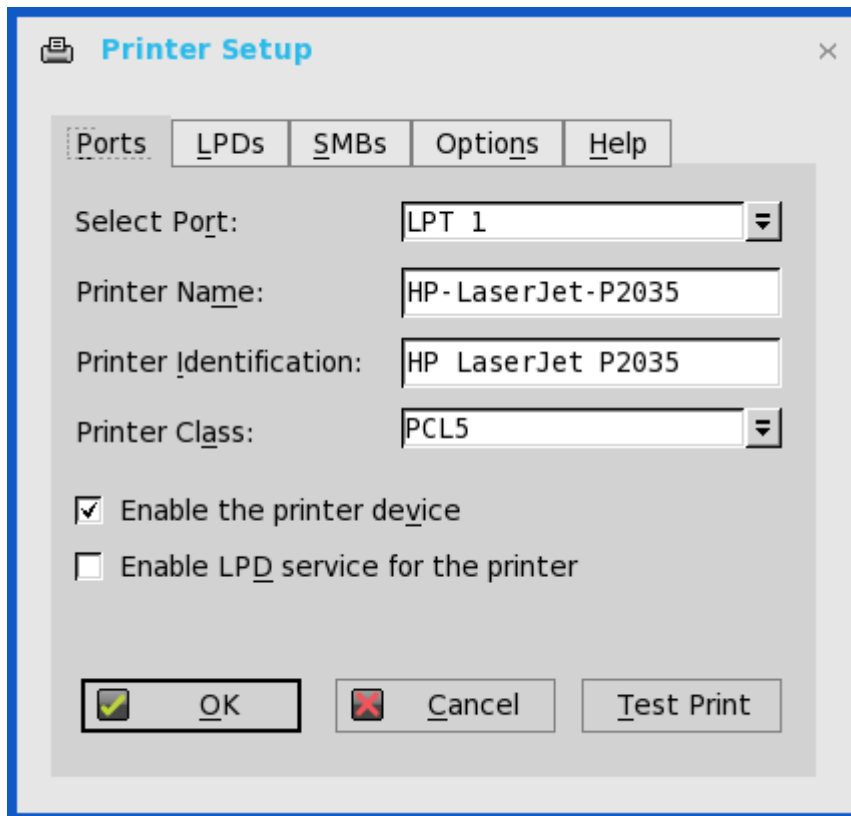 Printer Setup
Ports LPDs SMBs Options Help
Select Port: LPT 1
Printer Name: HP-LaserJet-P2035
Printer Identification: HP LaserJet P2035
Printer Class: PCL5
Enable the printer device
Enable LPD service for the printer
OK Cancel Test Print